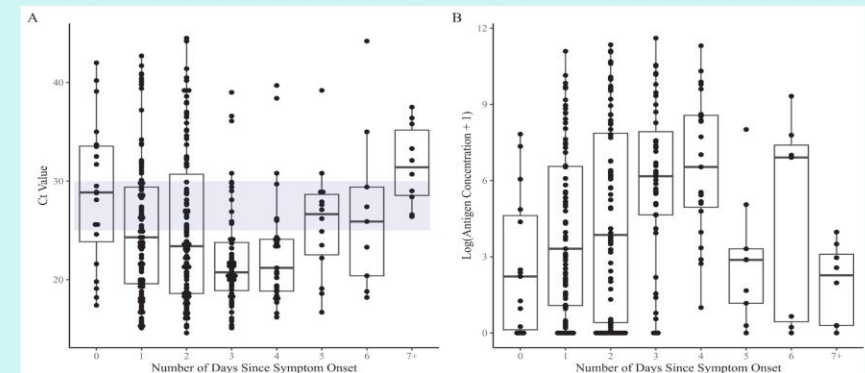 A
B
Ct Value
40
30
20
0 1 2 3 4 5 6 7+
Number of Days Since Symptom Onset
Log(Antigen Concentration + 1)
12
9
6
3
0
0 1 2 3 4 5 6 7+
Number of Days Since Symptom Onset